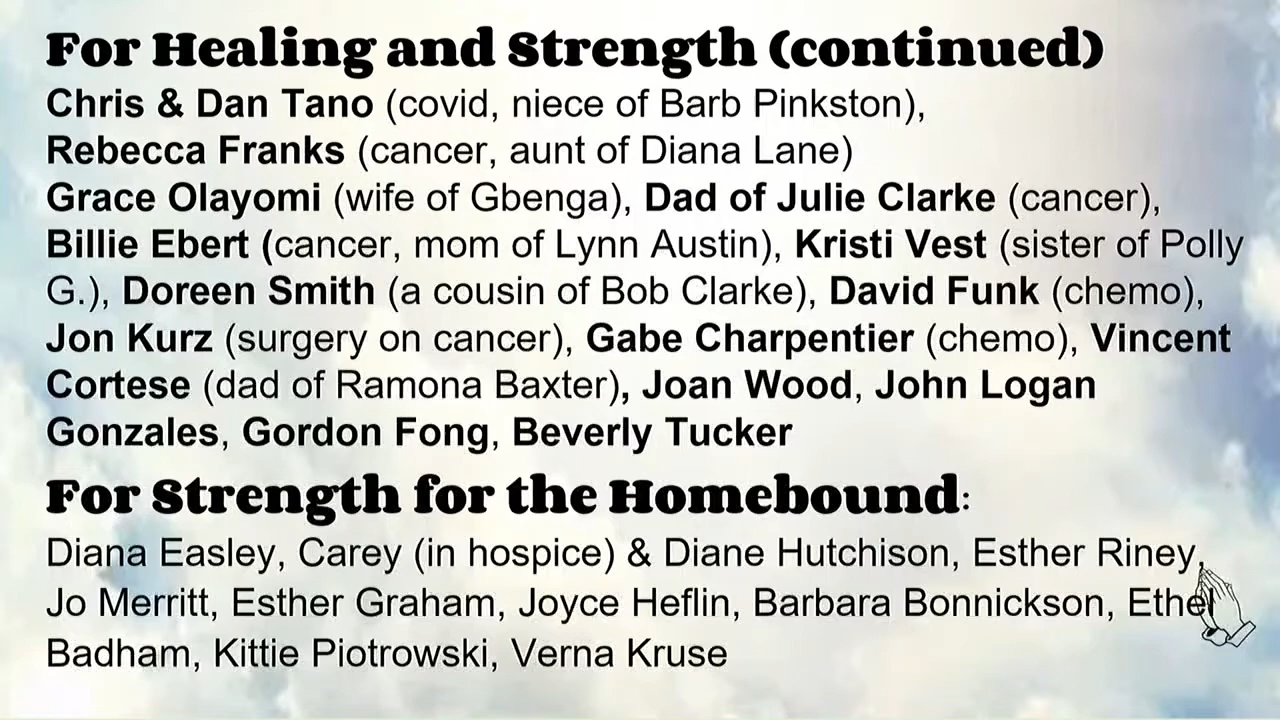 For Healing and Strength (continued)
Chris & Dan Tano (covid, niece of Barb Pinkston),
Rebecca Franks (cancer, aunt of Diana Lane)
Grace Olayomi (wife of Gbenga), Dad of Julie Clarke (cancer),
Billie Ebert (cancer, mom of Lynn Austin), Kristi Vest (sister of Polly
G.), Doreen Smith (a cousin of Bob Clarke), David Funk (chemo),
Jon Kurz (surgery on cancer), Gabe Charpentier (chemo), Vincent
Cortese (dad of Ramona Baxter), Joan Wood, John Logan
Gonzales, Gordon Fong, Beverly Tucker
For Strength for the Homebound:
Diana Easley, Carey (in hospice) & Diane Hutchison, Esther Riney,
Jo Merritt, Esther Graham, Joyce Heflin, Barbara Bonnickson, Ethel
Badham, Kittie Piotrowski, Verna Kruse